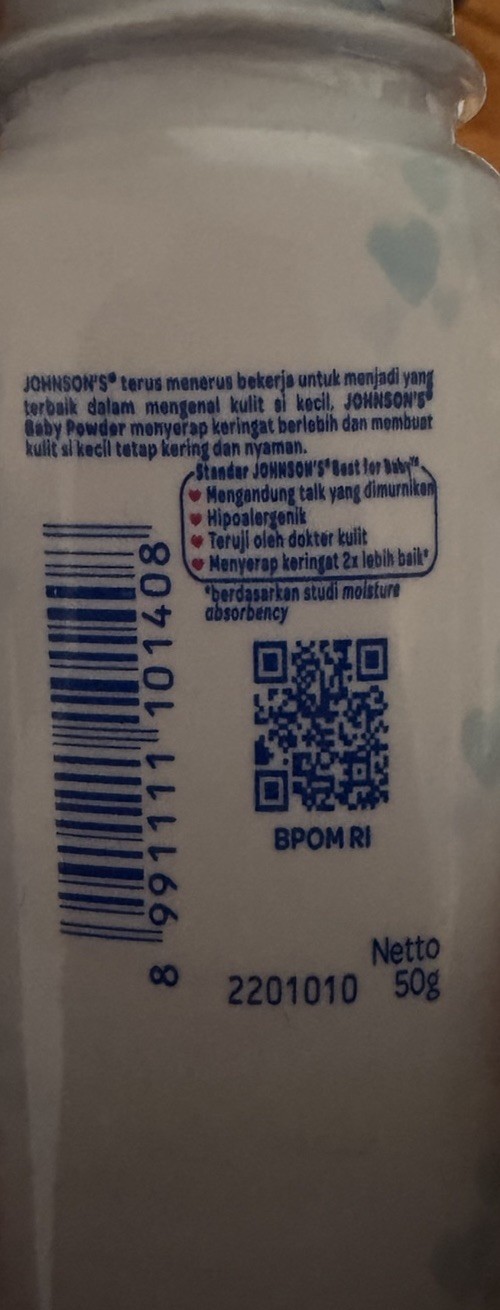 JOHNSON'S® terus menerus bekerja untuk menjadi yang
terbaik dalam mengenal kulit si kecil, JOHNSON'S®
Baby Powder menyerap keringat berlebih dan membuat
kulit si kecil tetap kering dan nyaman.
Standar JOHNSON'S® Best for Baby™
Mengandung talk yang dimurnikan
Hipoalergenik
Teruji oleh dokter kulit
Menyerap keringat 2x lebih baik*
*berdasarkan studi moisture
absorbency
8 991111 101408
BPOM RI
Netto
2201010 50g